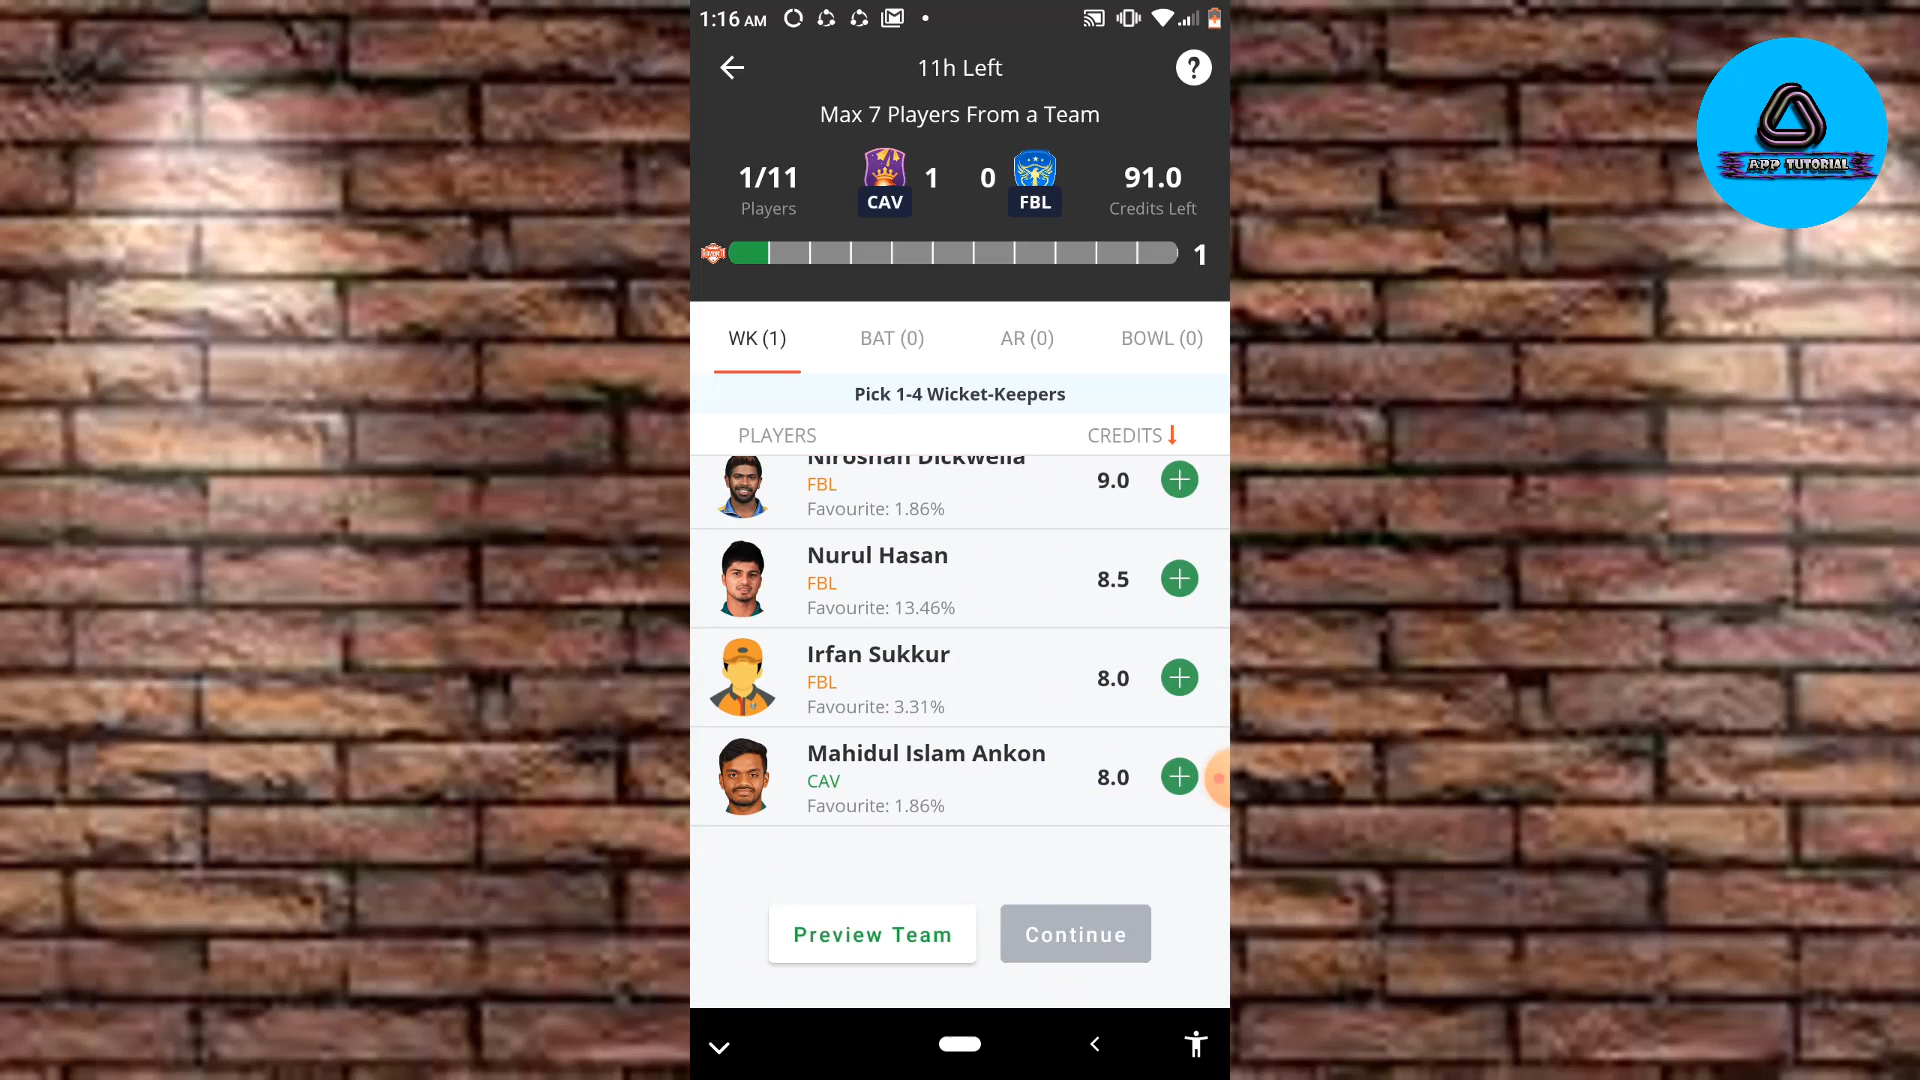 1:16 AM
11h Left
?
Max 7 Players From a Team
1/11
Players
CAV
1
0
FBL
91.0
Credits Left
1
WK (1)
BAT (0)
AR (0)
BOWL (0)
Pick 1-4 Wicket-Keepers
PLAYERS
CREDITS
Niroshan Dickwella
FBL
Favourite: 1.86%
9.0
Nurul Hasan
FBL
Favourite: 13.46%
8.5
Irfan Sukkur
FBL
Favourite: 3.31%
8.0
Mahidul Islam Ankon
CAV
Favourite: 1.86%
8.0
Preview Team
Continue
APP TUTORIAL